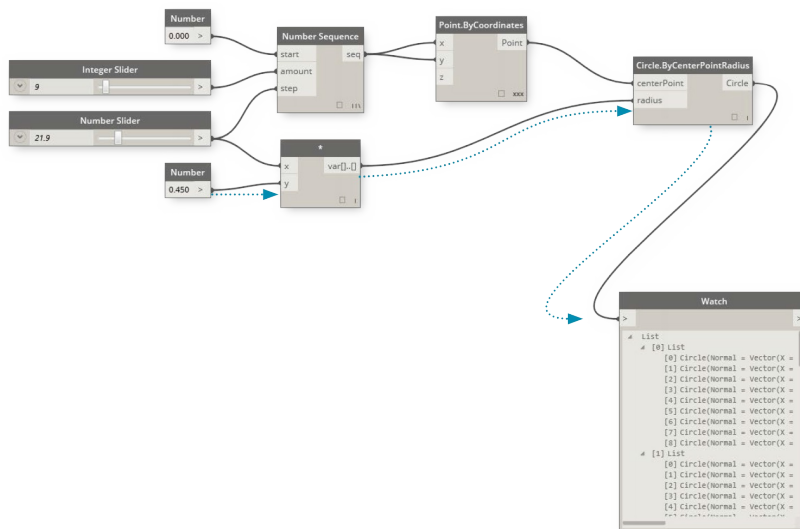 Number
0.000 >
Number Sequence
start seq
amount
step
Point.ByCoordinates
x Point
y
z
xxx
Integer Slider
9 >
Circle.ByCenterPointRadius
centerPoint Circle
radius
Number Slider
21.9 >
*
x var[]..[]
y
Number
0.450 >
Watch
> >
List
[0] List
[0] Circle(Normal = Vector(X =
[1] Circle(Normal = Vector(X =
[2] Circle(Normal = Vector(X =
[3] Circle(Normal = Vector(X =
[4] Circle(Normal = Vector(X =
[5] Circle(Normal = Vector(X =
[6] Circle(Normal = Vector(X =
[7] Circle(Normal = Vector(X =
[8] Circle(Normal = Vector(X =
[1] List
[0] Circle(Normal = Vector(X =
[1] Circle(Normal = Vector(X =
[2] Circle(Normal = Vector(X =
[3] Circle(Normal = Vector(X =
[4] Circle(Normal = Vector(X =